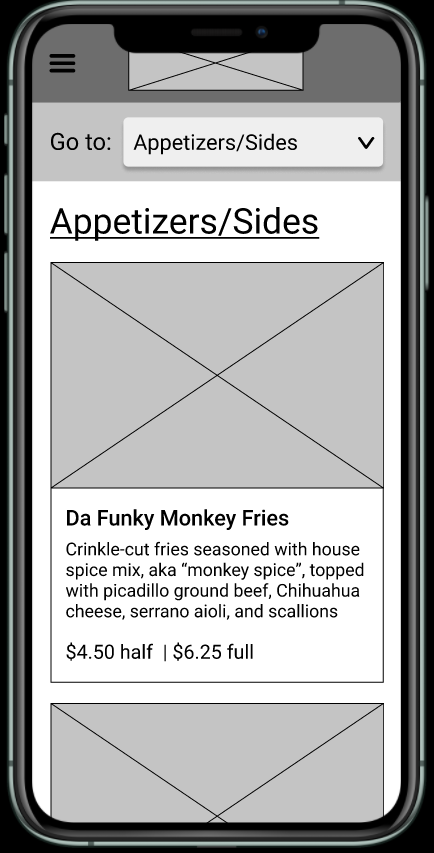 Go to: Appetizers/Sides
Appetizers/Sides
Da Funky Monkey Fries
Crinkle-cut fries seasoned with house
spice mix, aka “monkey spice”, topped
with picadillo ground beef, Chihuahua
cheese, serrano aioli, and scallions
$4.50 half | $6.25 full